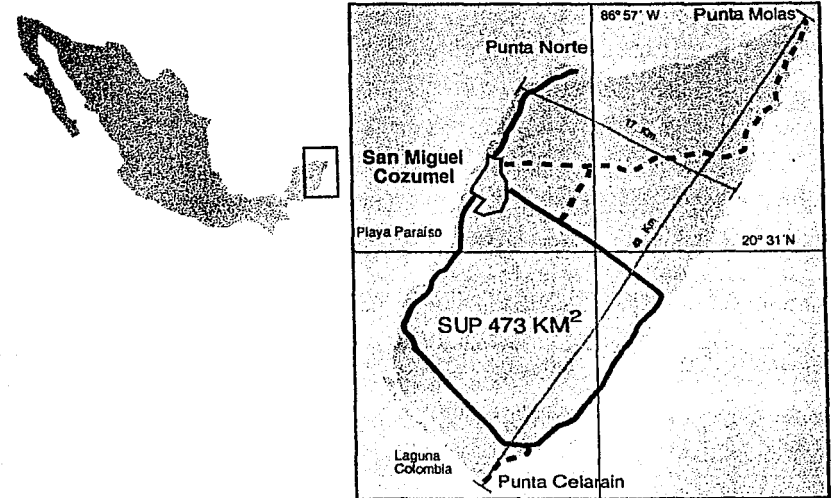 86° 57´ W
Punta Molas
Punta Norte
17 Km
San Miguel
Cozumel
Playa Paraíso
Km
20° 31´N
SUP 473 KM²
Laguna
Colombia
Punta Celarain